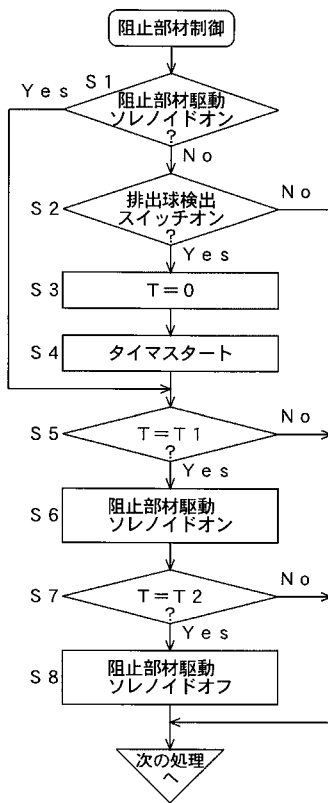 阻止部材制御
S1
Yes
阻止部材駆動
ソレノイドオン
?
No
S2
排出球検出
スイッチオン
?
No
Yes
S3
T=0
S4
タイマスタート
S5
T=T1
?
No
Yes
S6
阻止部材駆動
ソレノイドオン
S7
T=T2
?
No
Yes
S8
阻止部材駆動
ソレノイドオフ
次の処理
へ